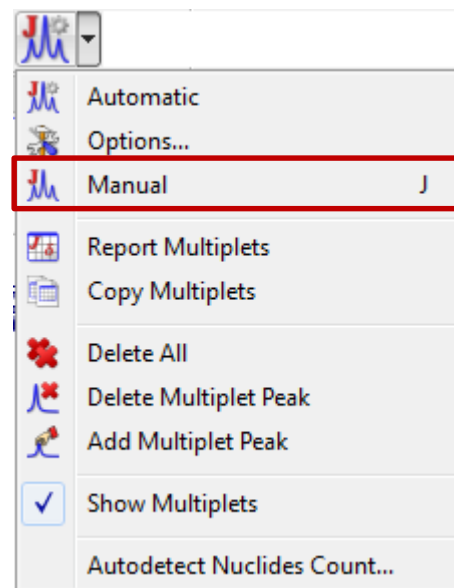 Automatic
Options...
Manual J
Report Multiplets
Copy Multiplets
Delete All
Delete Multiplet Peak
Add Multiplet Peak
Show Multiplets
Autodetect Nuclides Count...